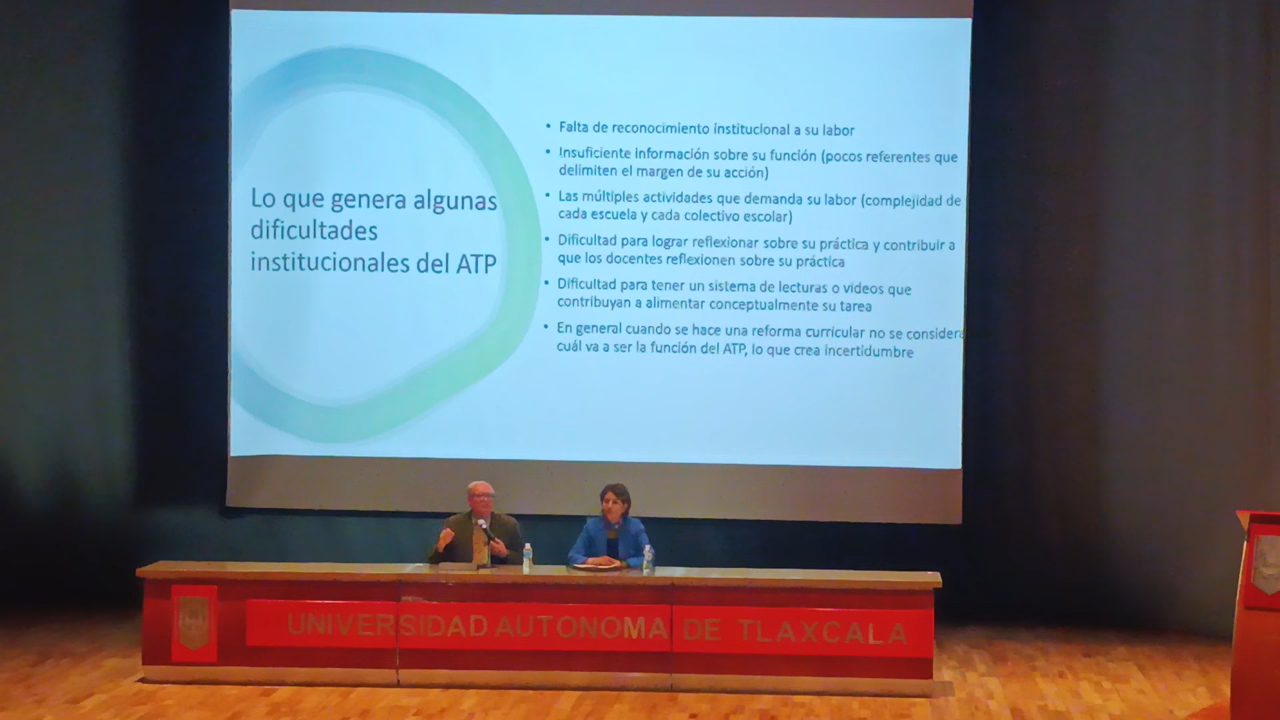 Lo que genera algunas
dificultades
institucionales del ATP
• Falta de reconocimiento institucional a su labor
• Insuficiente información sobre su función (pocos referentes que
delimiten el margen de su acción)
• Las múltiples actividades que demanda su labor (complejidad de
cada escuela y cada colectivo escolar)
• Dificultad para lograr reflexionar sobre su práctica y contribuir a
que los docentes reflexionen sobre su práctica
• Dificultad para tener un sistema de lecturas o videos que
contribuyan a alimentar conceptualmente su tarea
• En general cuando se hace una reforma curricular no se considera
cuál va a ser la función del ATP, lo que crea incertidumbre
UNIVERSIDAD AUTONOMA DE TLAXCALA